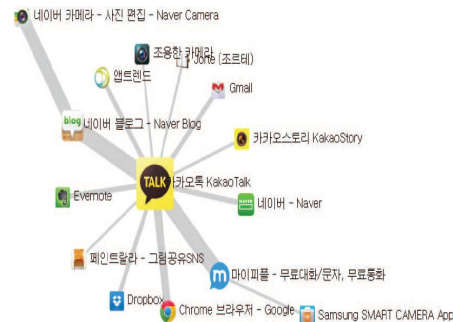 네이버 카메라 - 사진 편집 - Naver Camera
조용한 카메라
Jorte (조르테)
앱트렌드
Gmail
blog
네이버 블로그 - Naver Blog
카카오스토리 KakaoStory
TALK
카오톡 KakaoTalk
Evernote
NAVER
네이버 - Naver
페인트랄라 - 그림공유SNS
m
마이피플 - 무료대화/문자, 무료통화
Dropbox
Chrome 브라우저 - Google
Samsung SMART CAMERA App